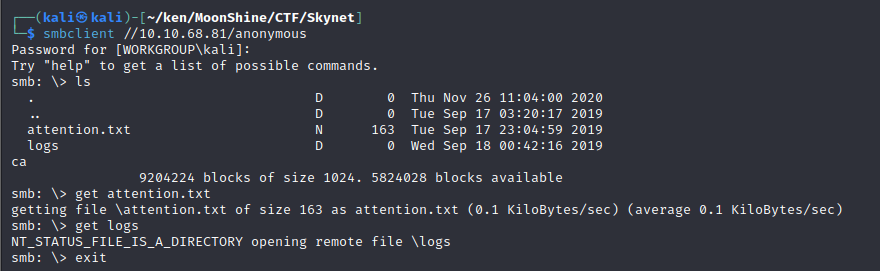 ┌──(kali㉿kali)-[~/ken/MoonShine/CTF/Skynet]
└─$ smbclient //10.10.68.81/anonymous
Password for [WORKGROUP\kali]:
Try "help" to get a list of possible commands.
smb: \> ls
  .                                   D        0  Thu Nov 26 11:04:00 2020
  ..                                  D        0  Tue Sep 17 03:20:17 2019
  attention.txt                       N      163  Tue Sep 17 23:04:59 2019
  logs                                D        0  Wed Sep 18 00:42:16 2019
ca
                9204224 blocks of size 1024. 5824028 blocks available
smb: \> get attention.txt
getting file \attention.txt of size 163 as attention.txt (0.1 KiloBytes/sec) (average 0.1 KiloBytes/sec)
smb: \> get logs
NT_STATUS_FILE_IS_A_DIRECTORY opening remote file \logs
smb: \> exit